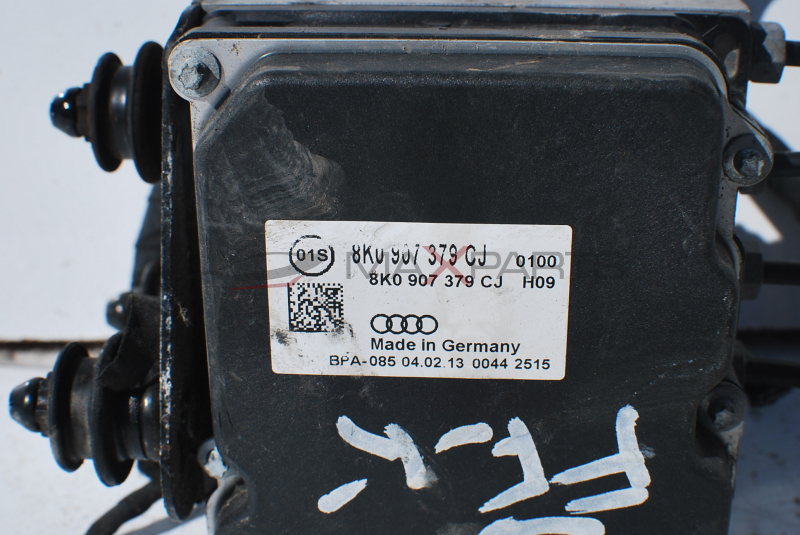 01S 8K0 907 379 CJ 0100
8K0 907 379 CJ H09
MAXPART
Made in Germany
BPA-085 04.02.13 0044 2515